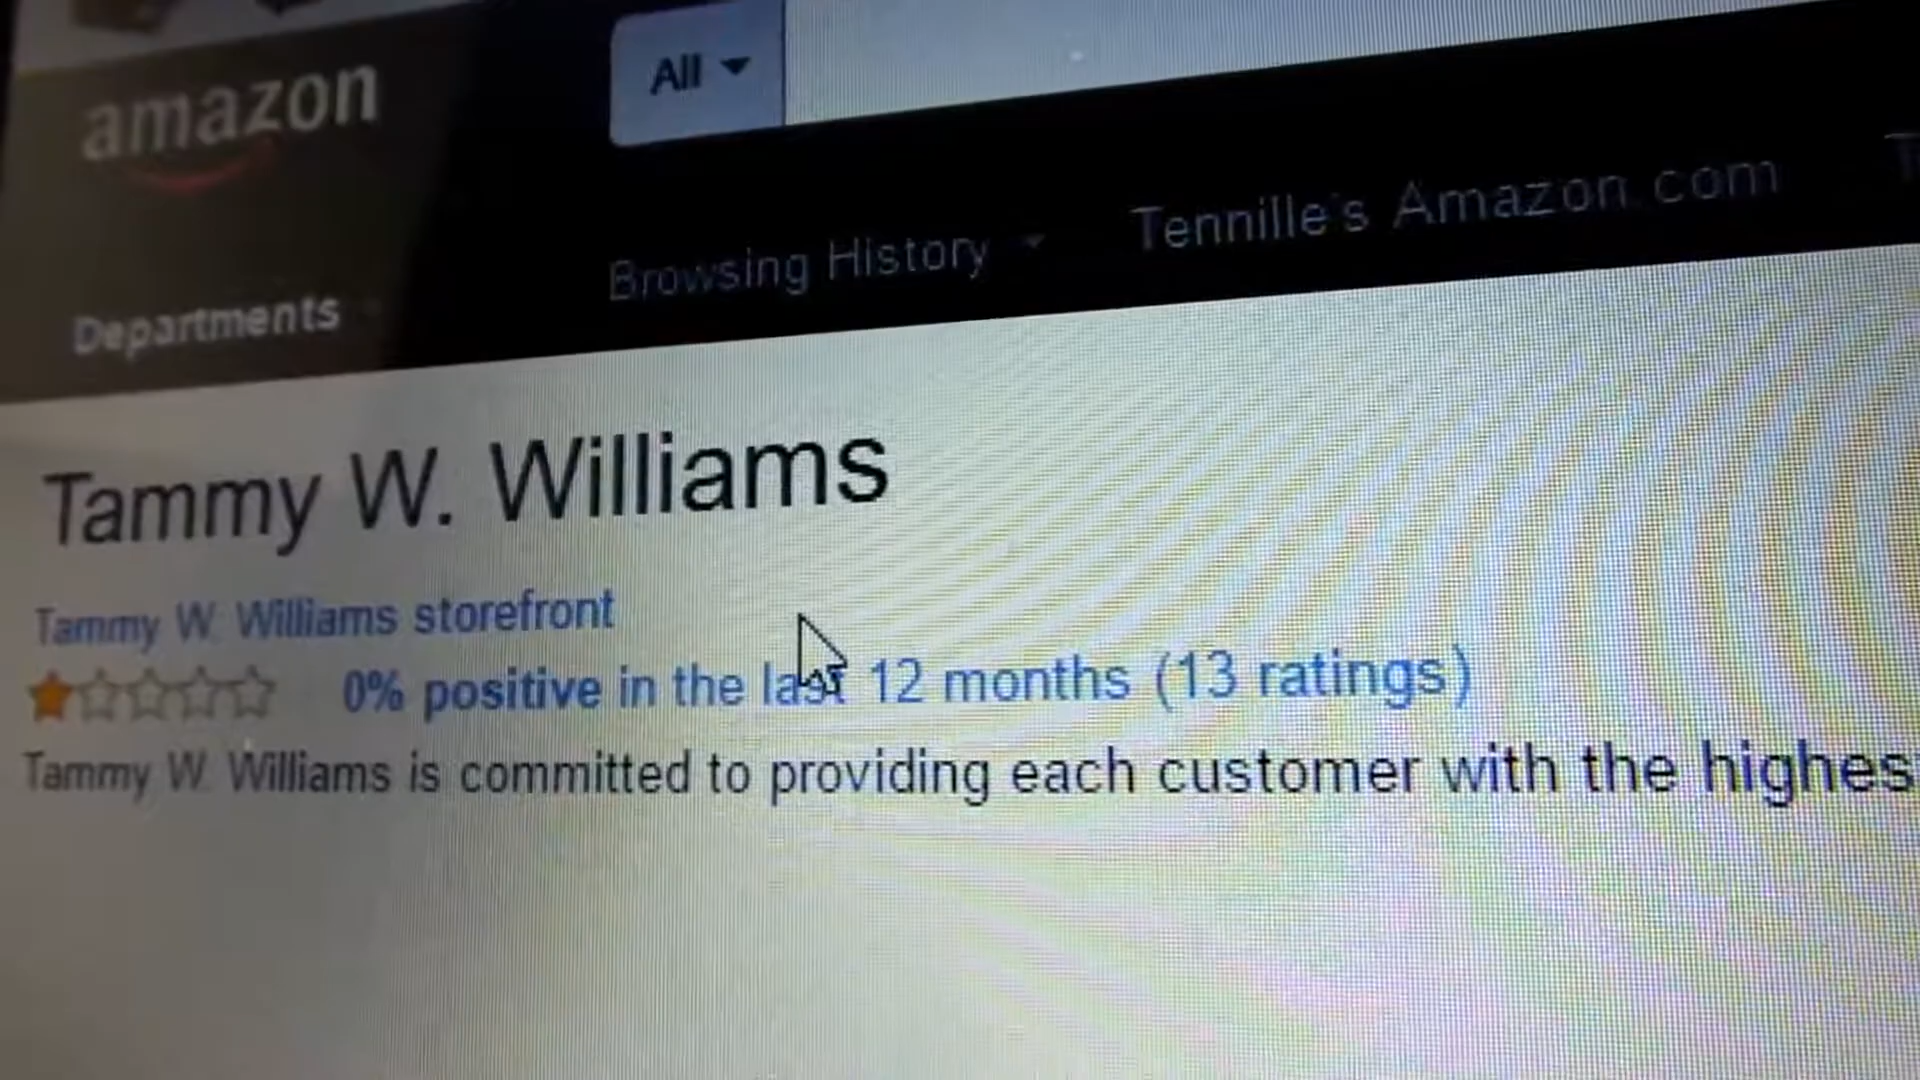 amazon
All
Browsing History
Tennille's Amazon.com
Departments
Tammy W. Williams
Tammy W. Williams storefront
0% positive in the last 12 months (13 ratings)
Tammy W. Williams is committed to providing each customer with the highes